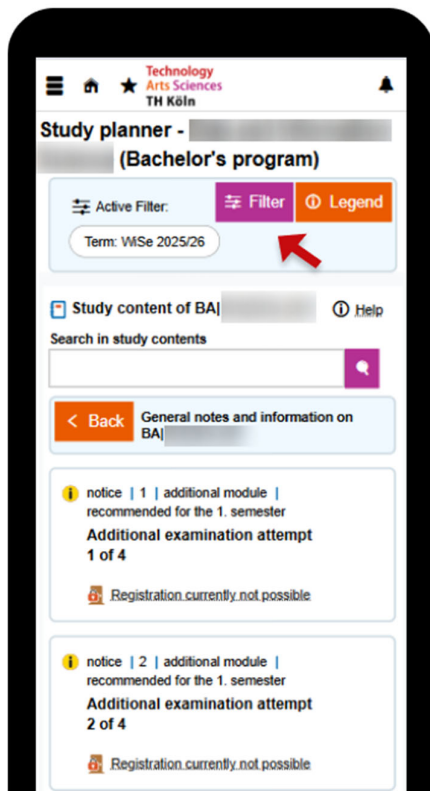 Technology
Arts Sciences
TH Köln
Study planner -
(Bachelor's program)
Active Filter:
Filter
Legend
Term: WiSe 2025/26
Study content of BA|
Help
Search in study contents
< Back
General notes and information on
BA|
notice | 1 | additional module |
recommended for the 1. semester
Additional examination attempt
1 of 4
Registration currently not possible
notice | 2 | additional module |
recommended for the 1. semester
Additional examination attempt
2 of 4
Registration currently not possible